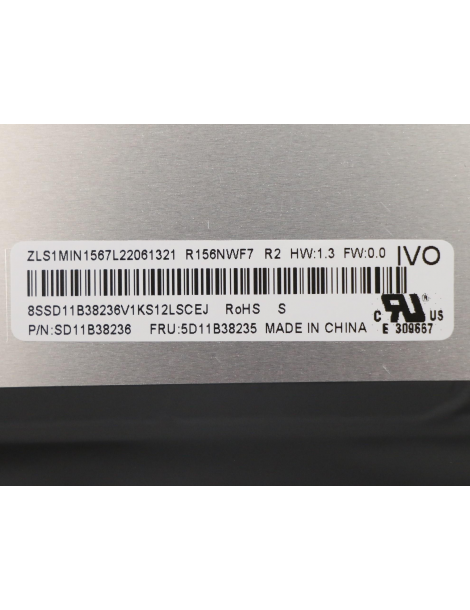 ZLS1MIN1567L22061321 R156NWF7 R2 HW:1.3 FW:0.0 IVO
8SSD11B38236V1KS12LSCEJ RoHS S
P/N:SD11B38236 FRU:5D11B38235 MADE IN CHINA
c RU US
E 309667